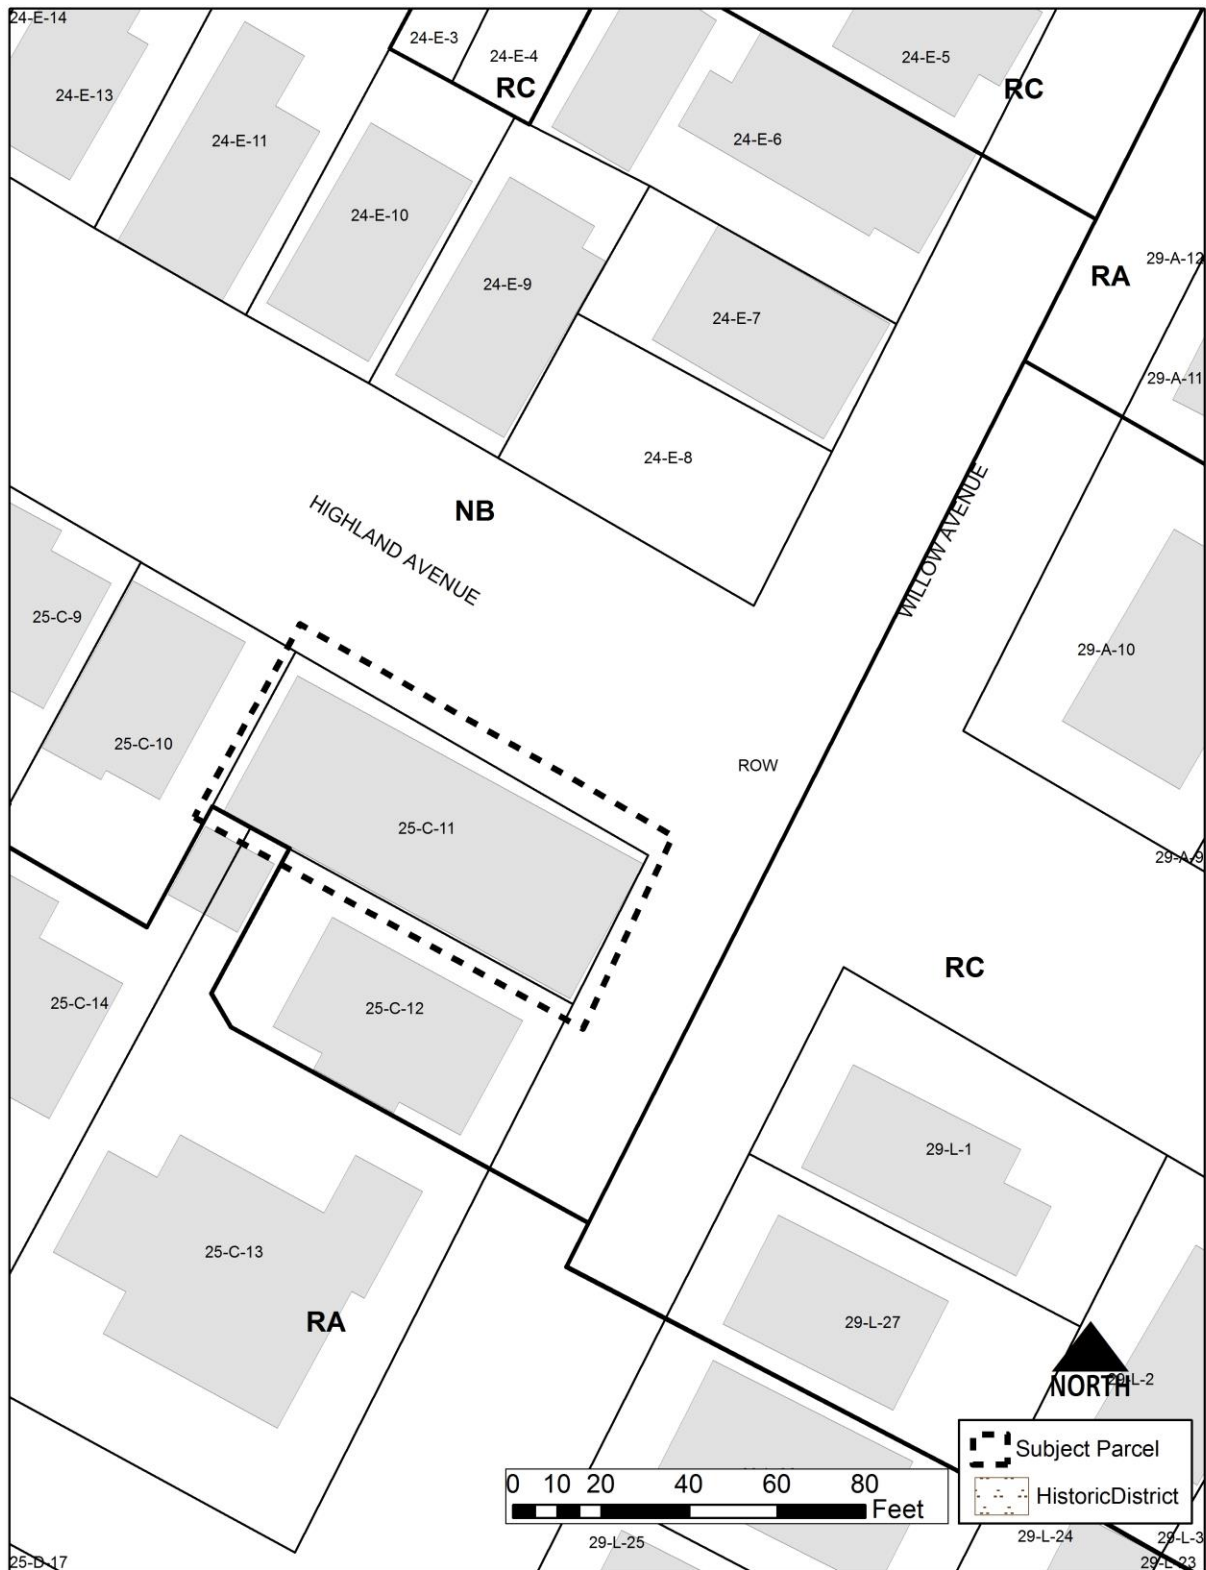 24-E-14
24-E-3
24-E-4
24-E-5
RC
RC
24-E-13
24-E-11
24-E-6
24-E-10
24-E-9
24-E-7
29-A-12
RA
29-A-11
24-E-8
NB
HIGHLAND AVENUE
WILLOW AVENUE
25-C-9
29-A-10
25-C-10
ROW
25-C-11
29-A-9
RC
25-C-14
25-C-12
29-L-1
25-C-13
RA
29-L-27
29-L-2
NORTH
Subject Parcel
HistoricDistrict
0 10 20 40 60 80
Feet
29-L-25
29-L-24
29-L-3
25-D-17
29-L-23